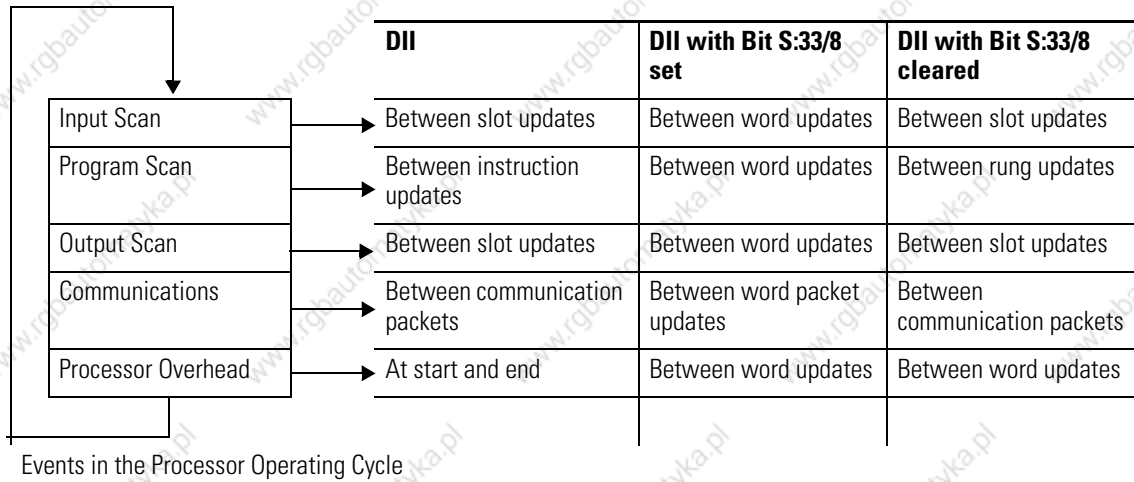 DII
DII with Bit S:33/8
set
DII with Bit S:33/8
cleared
Input Scan
Between slot updates
Between word updates
Between slot updates
Program Scan
Between instruction
updates
Between word updates
Between rung updates
Output Scan
Between slot updates
Between word updates
Between slot updates
Communications
Between communication
packets
Between word packet
updates
Between
communication packets
Processor Overhead
At start and end
Between word updates
Between word updates
Events in the Processor Operating Cycle
www.rgbautomatyka.pl